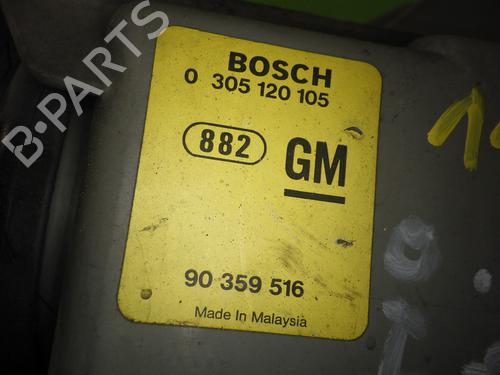 B-PARTS
BOSCH
0 305 120 105
882
GM
90 359 516
Made In Malaysia